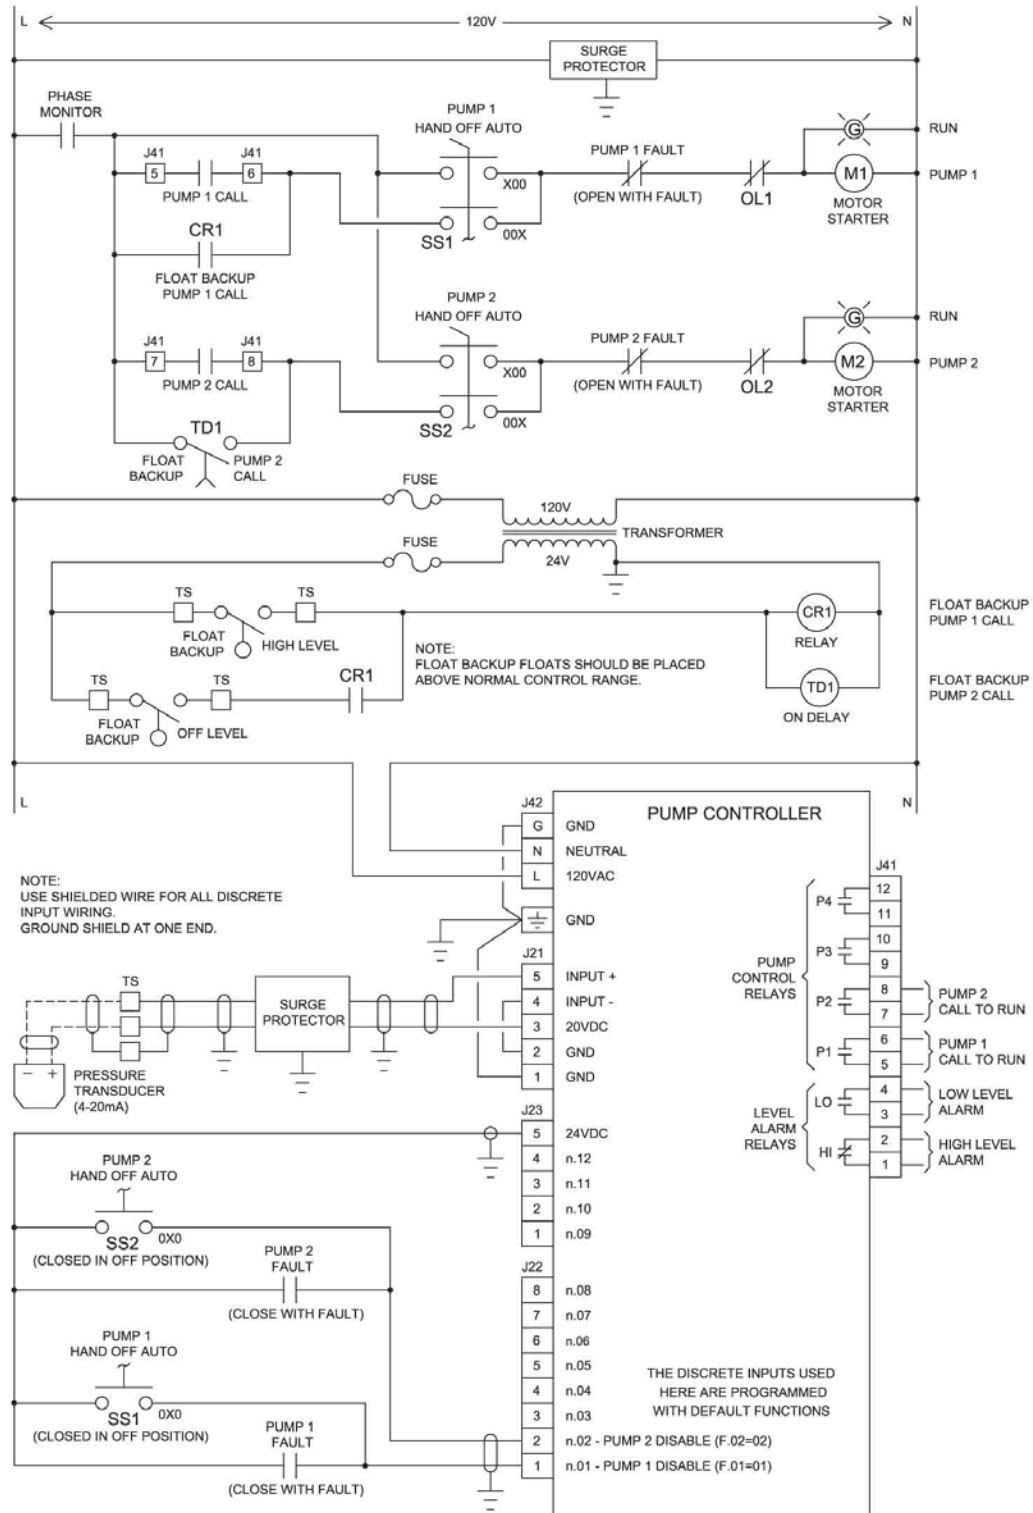 L
120V
N
SURGE
PROTECTOR
PHASE
MONITOR
PUMP 1
HAND OFF AUTO
J41
J41
5
6
PUMP 1 CALL
X00
PUMP 1 FAULT
(OPEN WITH FAULT)
OL1
G
RUN
M1
PUMP 1
MOTOR
STARTER
CR1
SS1
00X
FLOAT BACKUP
PUMP 1 CALL
PUMP 2
HAND OFF AUTO
J41
J41
7
8
PUMP 2 CALL
X00
PUMP 2 FAULT
(OPEN WITH FAULT)
OL2
G
RUN
M2
PUMP 2
MOTOR
STARTER
SS2
00X
TD1
FLOAT
BACKUP
PUMP 2
CALL
FUSE
120V
TRANSFORMER
FUSE
24V
TS
TS
FLOAT
BACKUP
HIGH LEVEL
CR1
RELAY
FLOAT BACKUP
PUMP 1 CALL
NOTE:
FLOAT BACKUP FLOATS SHOULD BE PLACED
ABOVE NORMAL CONTROL RANGE.
TS
TS
CR1
FLOAT
BACKUP
OFF LEVEL
TD1
ON DELAY
FLOAT BACKUP
PUMP 2 CALL
L
N
PUMP CONTROLLER
J42
G GND
N NEUTRAL
L 120VAC
GND
NOTE:
USE SHIELDED WIRE FOR ALL DISCRETE
INPUT WIRING.
GROUND SHIELD AT ONE END.
J21
5 INPUT +
4 INPUT -
3 20VDC
2 GND
1 GND
TS
SURGE
PROTECTOR
- +
PRESSURE
TRANSDUCER
(4-20mA)
J41
12
11
10
9
8
7
6
5
4
3
2
1
P4
P3
P2
P1
LO
HI
PUMP
CONTROL
RELAYS
LEVEL
ALARM
RELAYS
PUMP 2
CALL TO RUN
PUMP 1
CALL TO RUN
LOW LEVEL
ALARM
HIGH LEVEL
ALARM
J23
5 24VDC
4 n.12
3 n.11
2 n.10
1 n.09
PUMP 2
HAND OFF AUTO
SS2
0X0
(CLOSED IN OFF POSITION)
PUMP 2
FAULT
(CLOSE WITH FAULT)
J22
8 n.08
7 n.07
6 n.06
5 n.05
4 n.04
3 n.03
2 n.02 - PUMP 2 DISABLE (F.02=02)
1 n.01 - PUMP 1 DISABLE (F.01=01)
PUMP 1
HAND OFF AUTO
SS1
0X0
(CLOSED IN OFF POSITION)
PUMP 1
FAULT
(CLOSE WITH FAULT)
THE DISCRETE INPUTS USED
HERE ARE PROGRAMMED
WITH DEFAULT FUNCTIONS